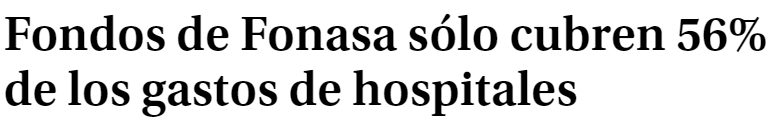 Fondos de Fonasa sólo cubren 56%
de los gastos de hospitales